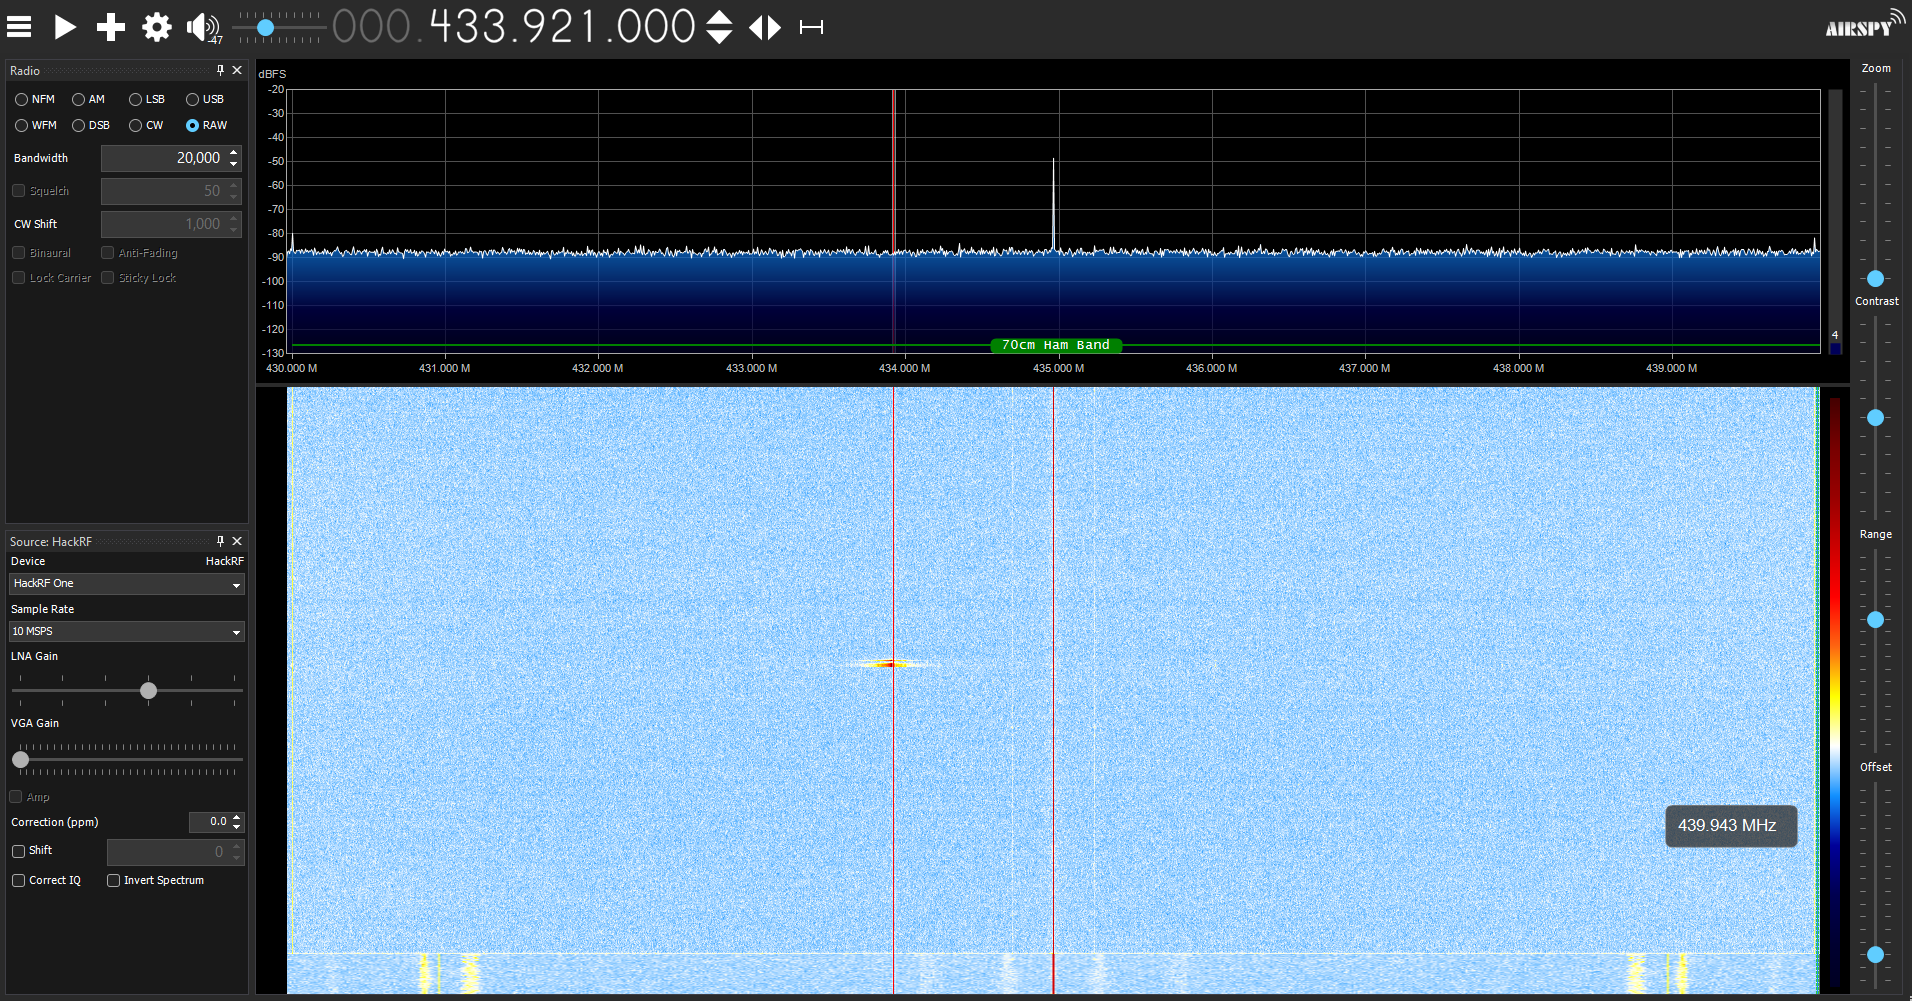 -47
000.433.921.000
AIRSPY
Radio
NFM AM LSB USB
WFM DSB CW RAW
Bandwidth 20,000
Squelch 50
CW Shift 1,000
Binaural Anti-Fading
Lock Carrier Sticky Lock
Source: HackRF
Device HackRF
HackRF One
Sample Rate
10 MSPS
LNA Gain
VGA Gain
Amp
Correction (ppm) 0.0
Shift 0
Correct IQ Invert Spectrum
dBFS
-20
-30
-40
-50
-60
-70
-80
-90
-100
-110
-120
-130
70cm Ham Band
430.000 M 431.000 M 432.000 M 433.000 M 434.000 M 435.000 M 436.000 M 437.000 M 438.000 M 439.000 M
4
439.943 MHz
Zoom
Contrast
Range
Offset